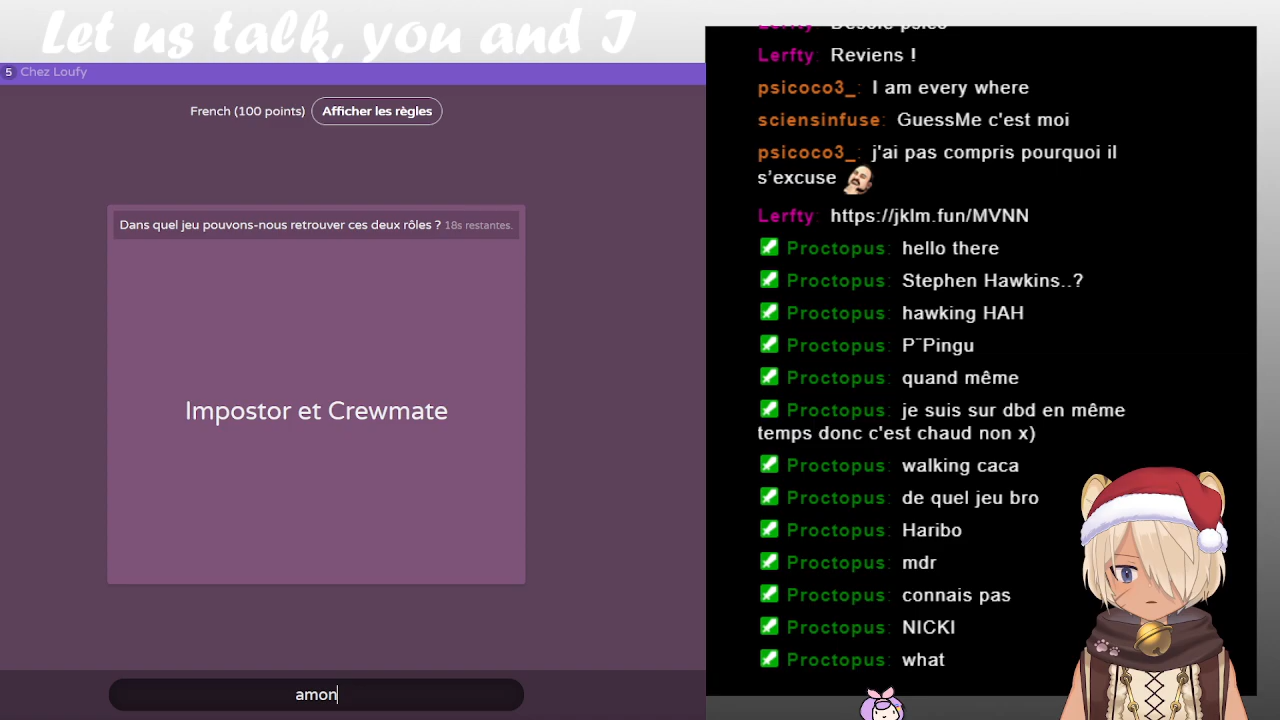 Let us talk, you and I
5 Chez Loufy
French (100 points) Afficher les règles
Dans quel jeu pouvons-nous retrouver ces deux rôles ? 18s restantes.
Impostor et Crewmate
amon
Lerfty:
Lerfty: Reviens !
psicoco3_: I am every where
sciensinfuse: GuessMe c'est moi
psicoco3_: j'ai pas compris pourquoi il
s'excuse
Lerfty: https://jklm.fun/MVNN
Proctopus: hello there
Proctopus: Stephen Hawkins..?
Proctopus: hawking HAH
Proctopus: P¨Pingu
Proctopus: quand même
Proctopus: je suis sur dbd en même
temps donc c'est chaud non x)
Proctopus: walking caca
Proctopus: de quel jeu bro
Proctopus: Haribo
Proctopus: mdr
Proctopus: connais pas
Proctopus: NICKI
Proctopus: what